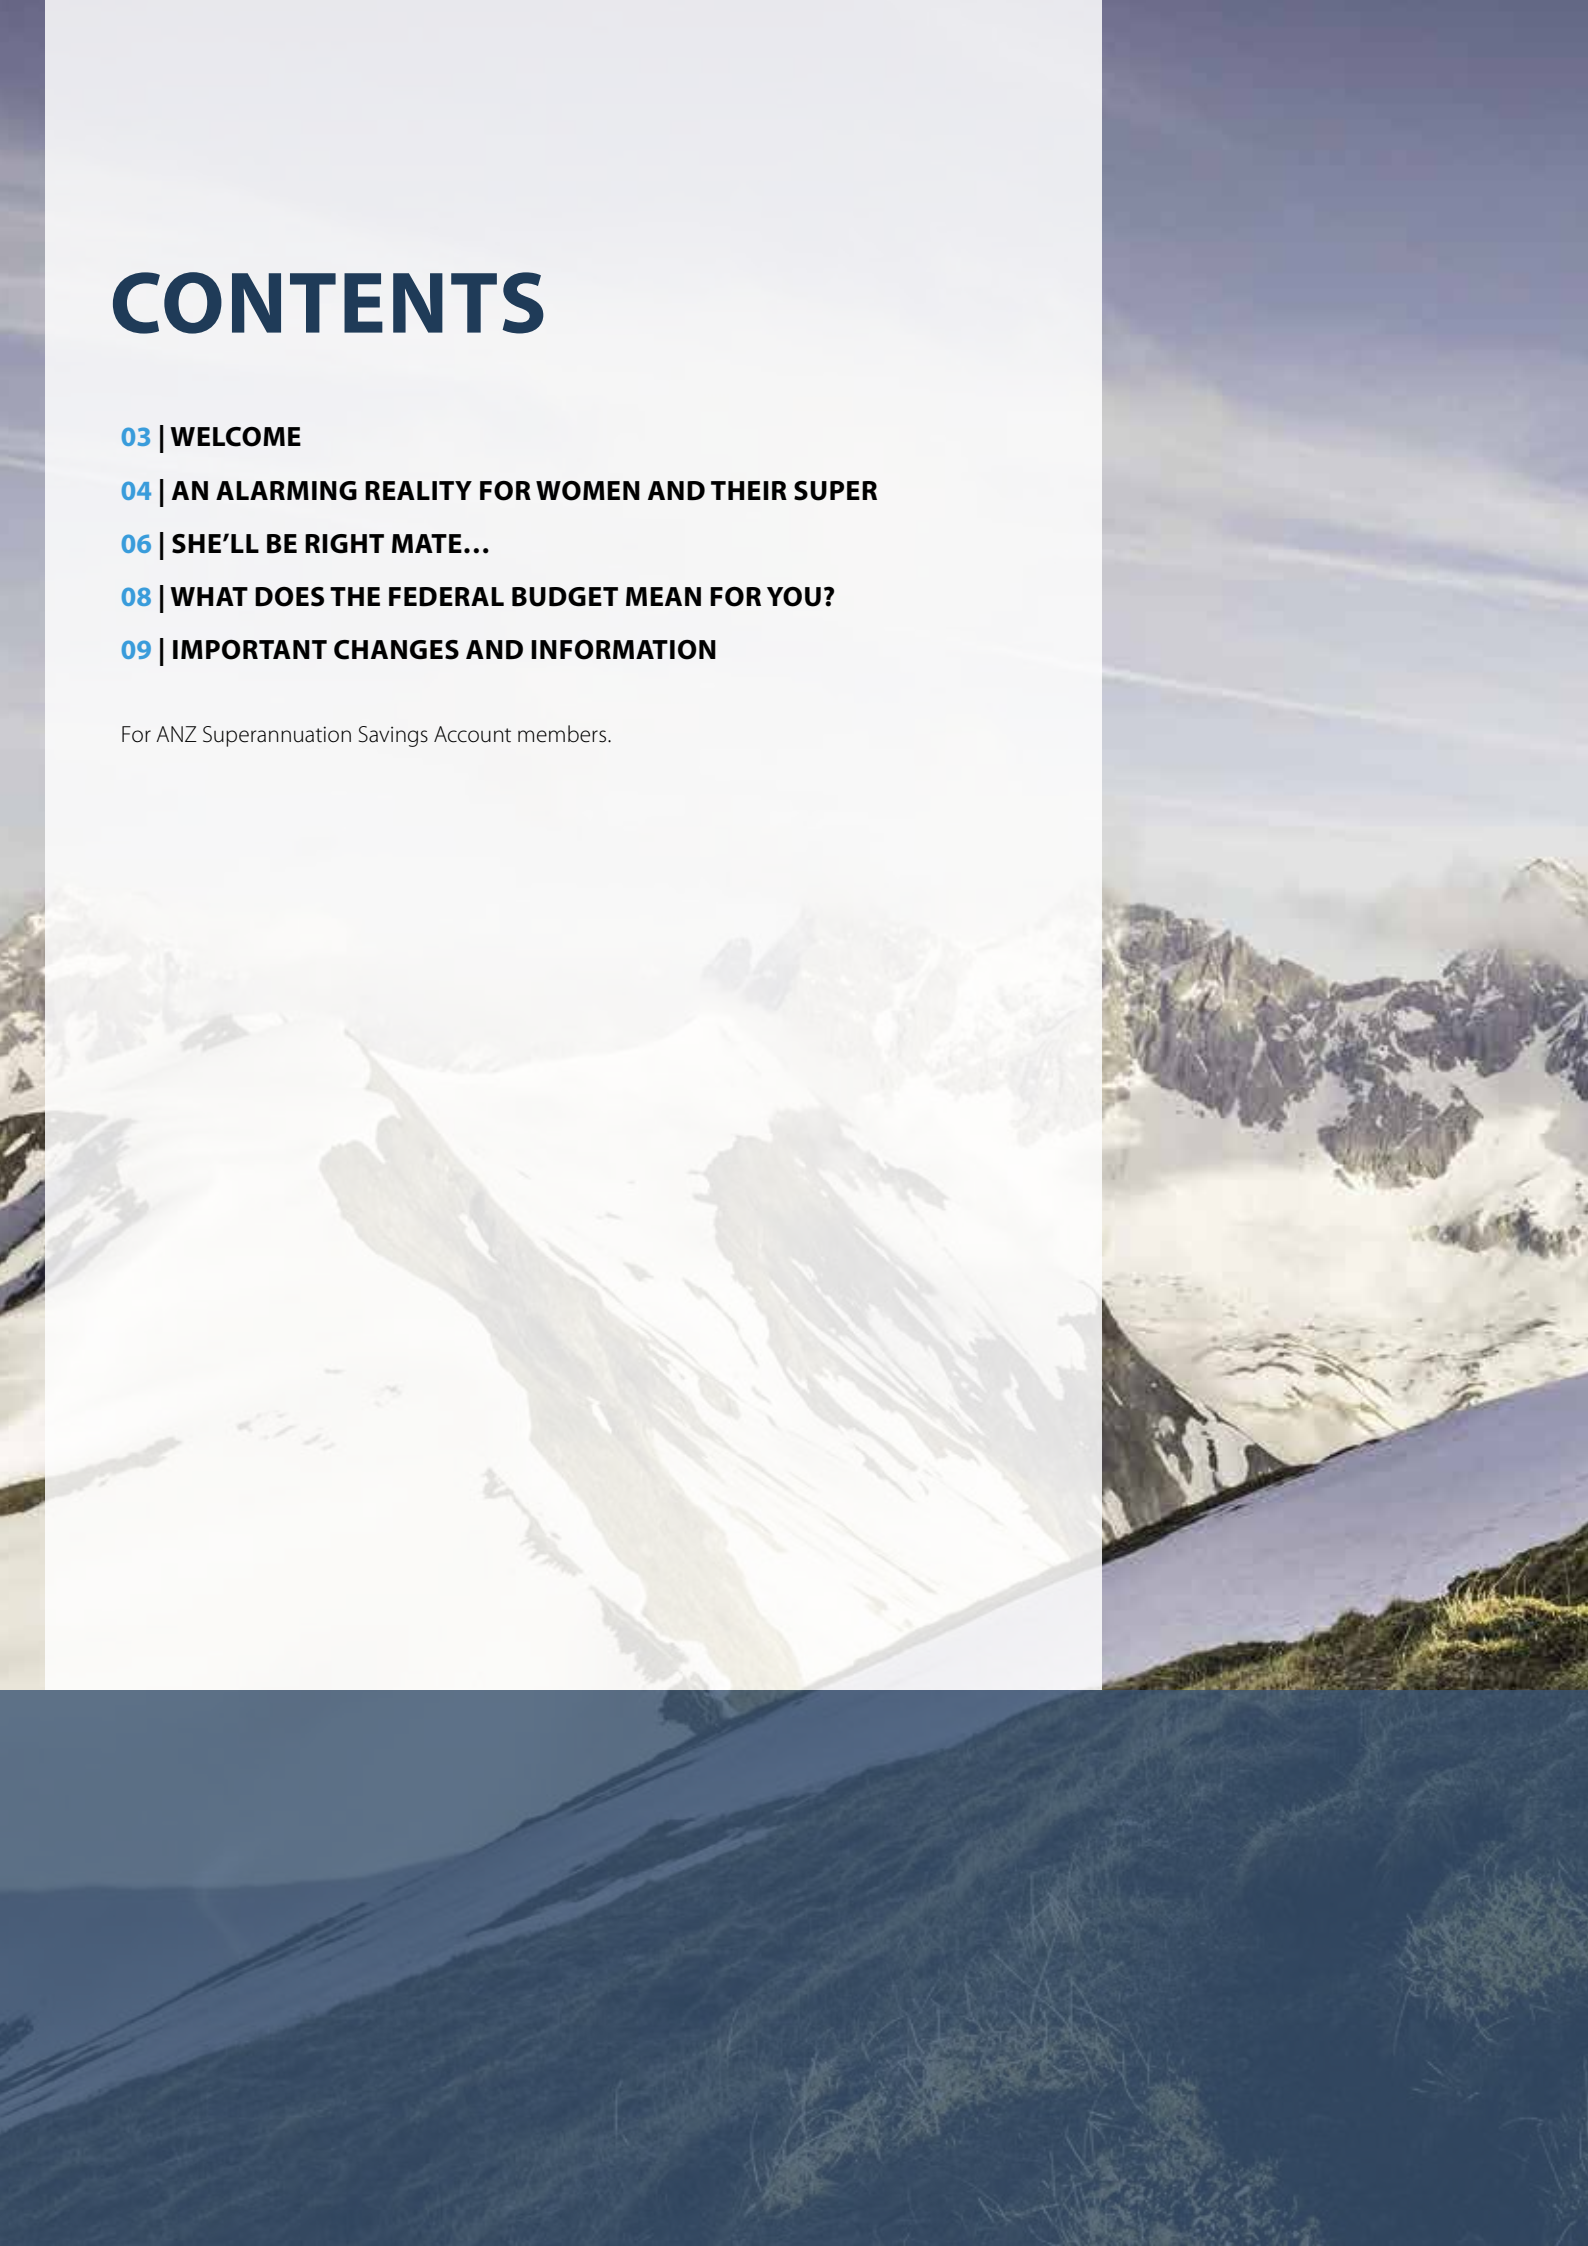 CONTENTS
03 | WELCOME
04 | AN ALARMING REALITY FOR WOMEN AND THEIR SUPER
06 | SHE’LL BE RIGHT MATE…
08 | WHAT DOES THE FEDERAL BUDGET MEAN FOR YOU?
09 | IMPORTANT CHANGES AND INFORMATION
For ANZ Superannuation Savings Account members.